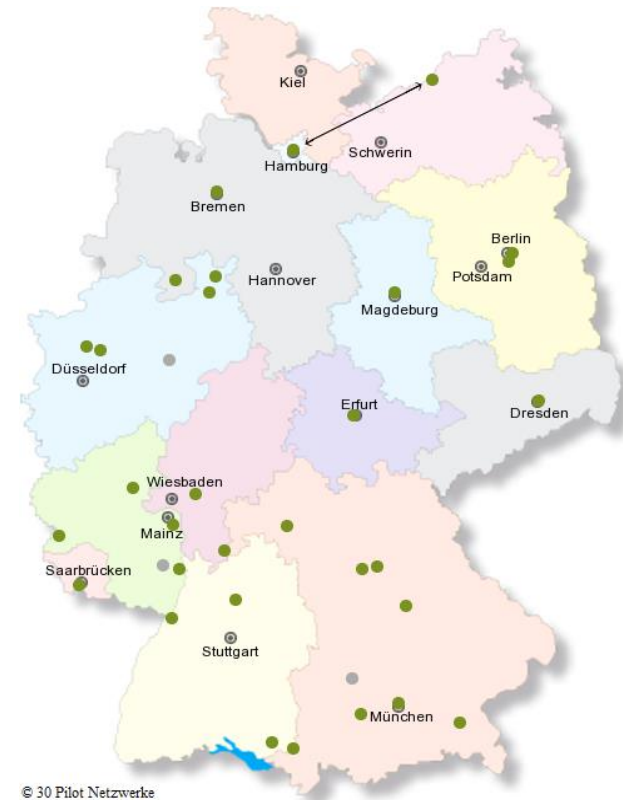 Kiel
Schwerin
Hamburg
Bremen
Berlin
Hannover
Potsdam
Magdeburg
Düsseldorf
Erfurt
Dresden
Wiesbaden
Mainz
Saarbrücken
Stuttgart
München
© 30 Pilot Netzwerke